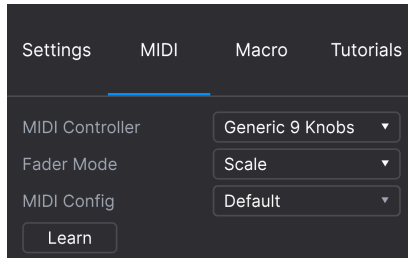 Settings MIDI Macro Tutorials
MIDI Controller Generic 9 Knobs
Fader Mode Scale
MIDI Config Default
Learn